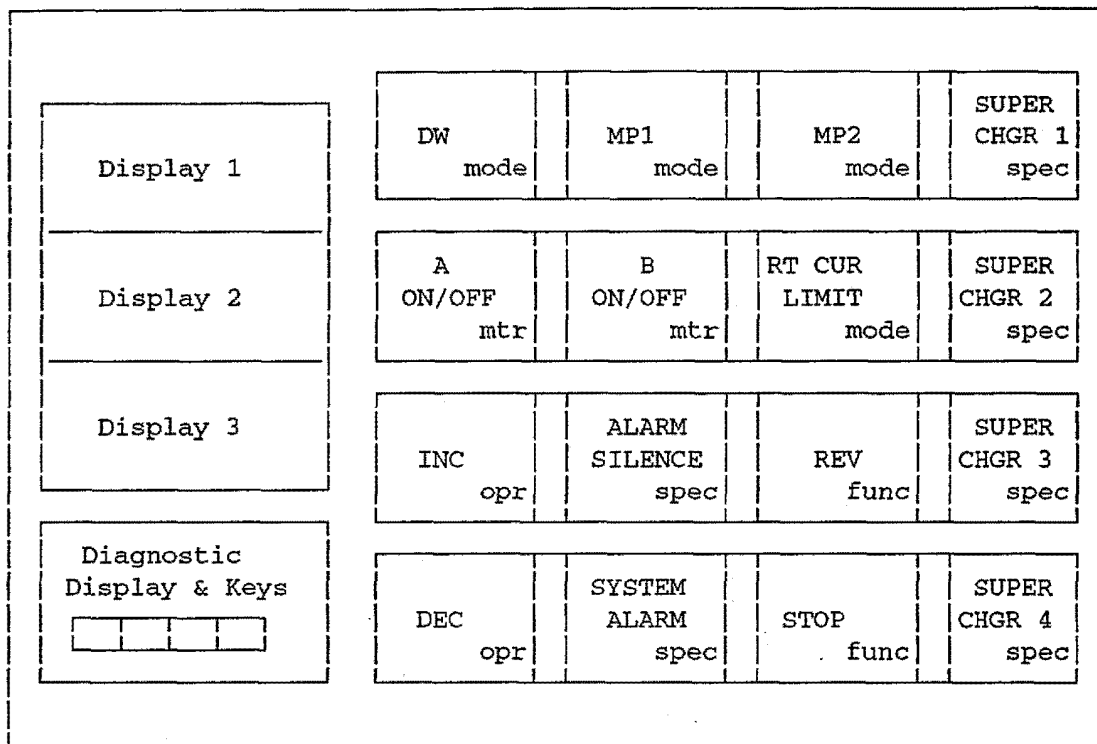 Display 1
Display 2
Display 3
Diagnostic
Display & Keys
DW
mode
MP1
mode
MP2
mode
SUPER
CHGR 1
spec
A
ON/OFF
mtr
B
ON/OFF
mtr
RT CUR
LIMIT
mode
SUPER
CHGR 2
spec
INC
opr
ALARM
SILENCE
spec
REV
func
SUPER
CHGR 3
spec
DEC
opr
SYSTEM
ALARM
spec
STOP
func
SUPER
CHGR 4
spec